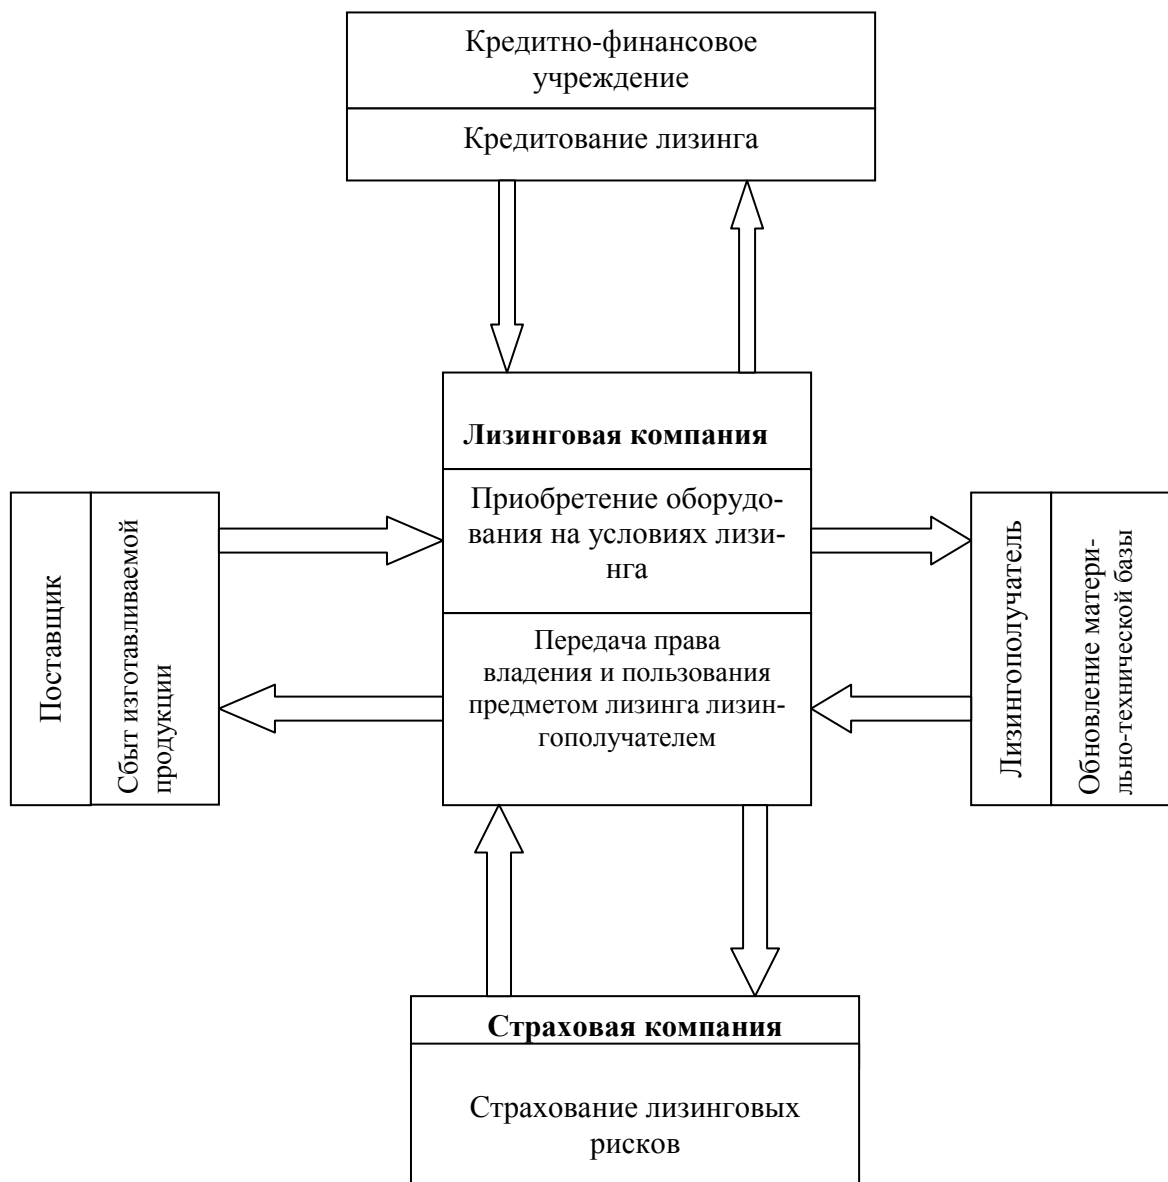 Кредитно-финансовое
учреждение
Кредитование лизинга
Лизинговая компания
Приобретение оборудо-
вания на условиях лизи-
нга
Передача права
владения и пользования
предметом лизинга лизин-
гополучателем
Поставщик
Сбыт изготавливаемой
продукции
Лизингополучатель
Обновление матери-
льно-технической базы
Страховая компания
Страхование лизинговых
рисков